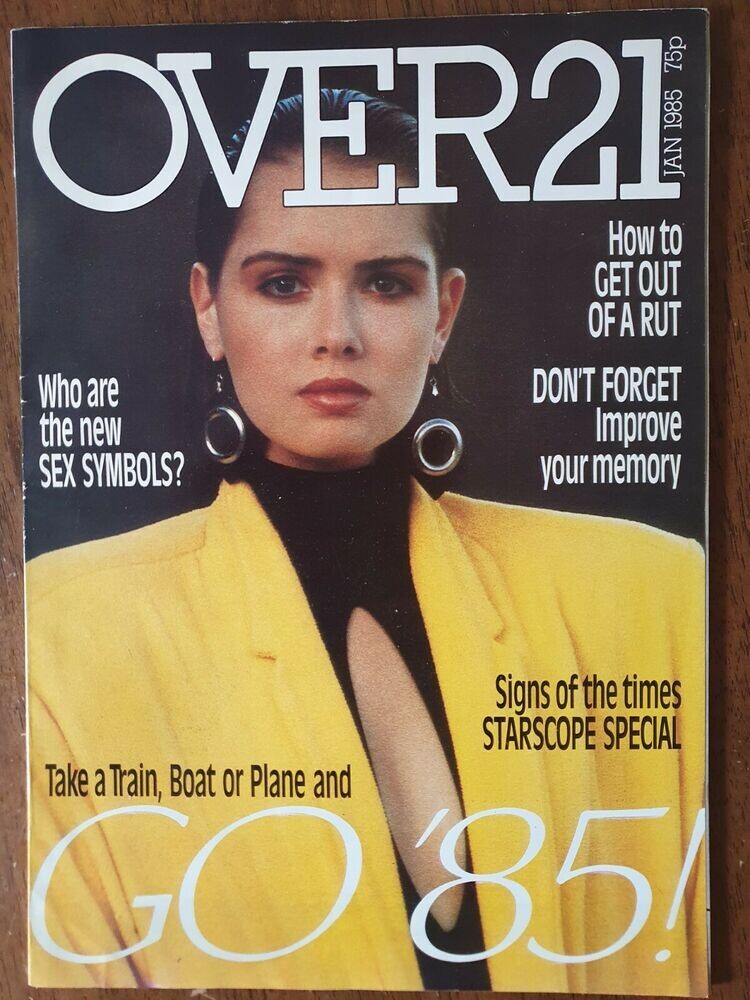 OVER21
JAN 1985 75p
How to
GET OUT
OF A RUT
Who are
the new
SEX SYMBOLS?
DON'T FORGET
Improve
your memory
Signs of the times
STARSCOPE SPECIAL
Take a Train, Boat or Plane and
GO '85!